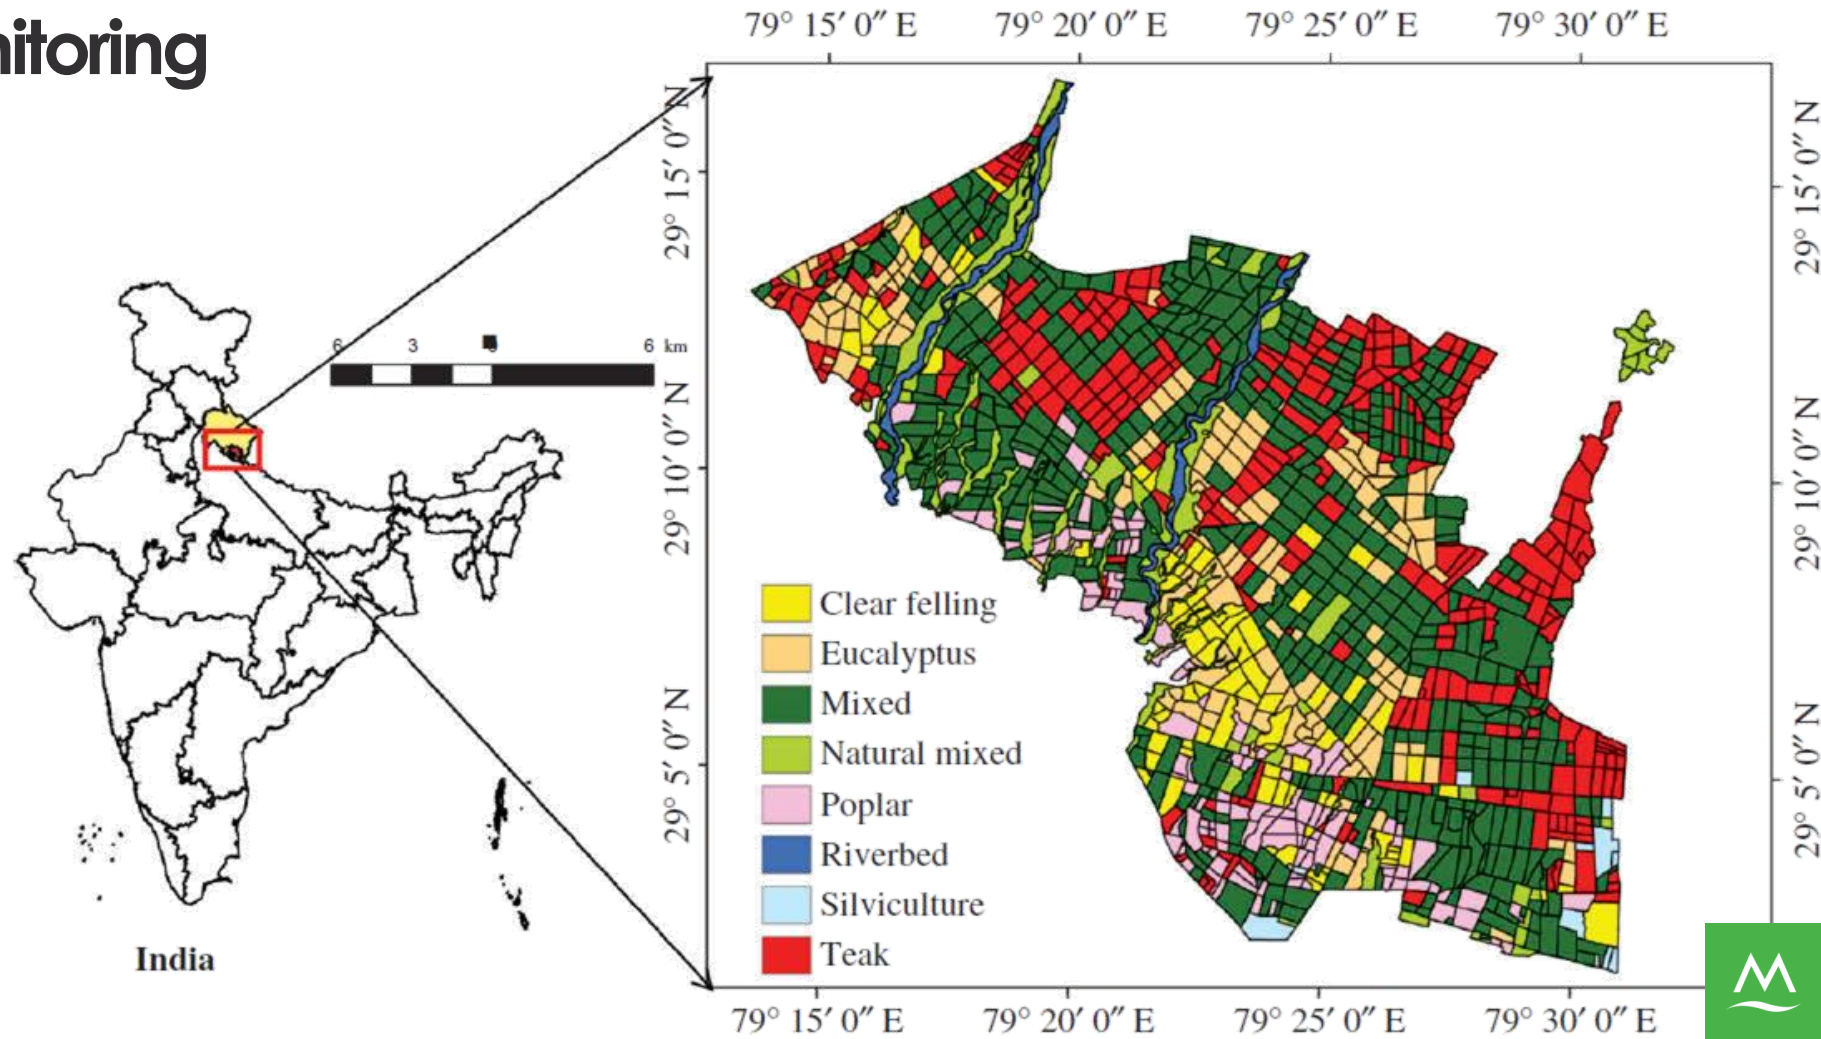 nitoring
79° 15′ 0″ E 79° 20′ 0″ E 79° 25′ 0″ E 79° 30′ 0″ E
29° 15′ 0″ N
29° 10′ 0″ N
29° 5′ 0″ N
6 3 6 km
India
Clear felling
Eucalyptus
Mixed
Natural mixed
Poplar
Riverbed
Silviculture
Teak
29° 15′ 0″ N
29° 10′ 0″ N
29° 5′ 0″ N
79° 15′ 0″ E 79° 20′ 0″ E 79° 25′ 0″ E 79° 30′ 0″ E